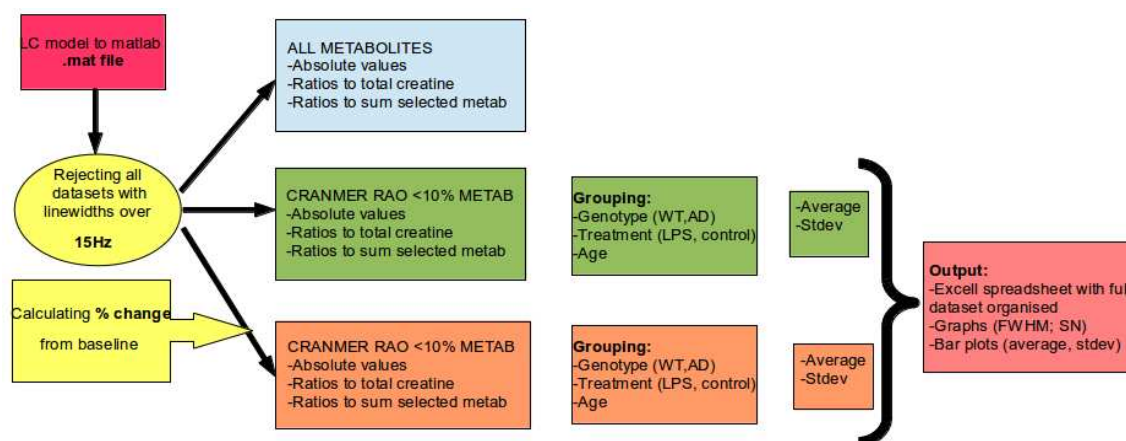 LC model to matlab
.mat file
ALL METABOLITES
-Absolute values
-Ratios to total creatine
-Ratios to sum selected metab
Rejecting all
datasets with
linewidths over
15Hz
CRANMER RAO <10% METAB
-Absolute values
-Ratios to total creatine
-Ratios to sum selected metab
Grouping:
-Genotype (WT,AD)
-Treatment (LPS, control)
-Age
-Average
-Stdev
Calculating % change
from baseline
CRANMER RAO <10% METAB
-Absolute values
-Ratios to total creatine
-Ratios to sum selected metab
Grouping:
-Genotype (WT,AD)
-Treatment (LPS, control)
-Age
-Average
-Stdev
Output:
-Excell spreadsheet with full
dataset organised
-Graphs (FWHM; SN)
-Bar plots (average, stdev)